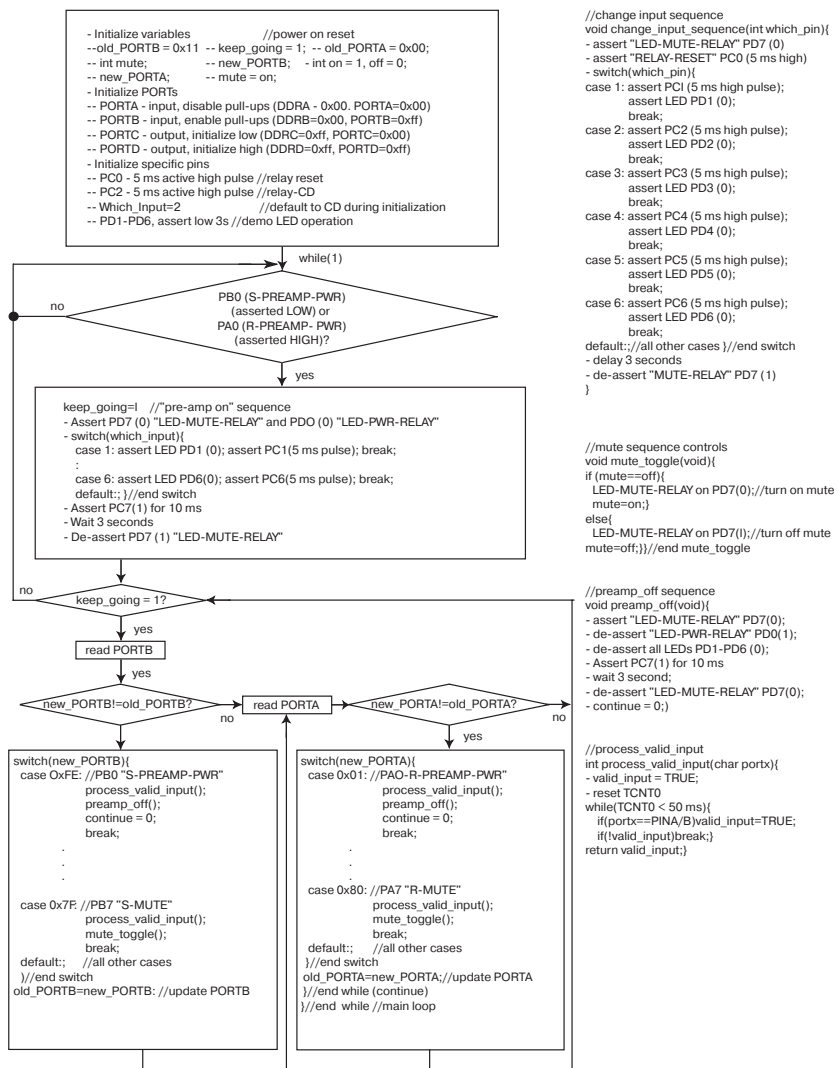 - Initialize variables //power on reset
--old_PORTB = 0x11 -- keep_going = 1; -- old_PORTA = 0x00;
-- int mute; -- new_PORTB; - int on = 1, off = 0;
-- new_PORTA; -- mute = on;
- Initialize PORTs
-- PORTA - input, disable pull-ups (DDRA - 0x00. PORTA=0x00)
-- PORTB - input, enable pull-ups (DDRB=0x00, PORTB=0xff)
-- PORTC - output, initialize low (DDRC=0xff, PORTC=0x00)
-- PORTD - output, initialize high (DDRD=0xff, PORTD=0xff)
- Initialize specific pins
-- PC0 - 5 ms active high pulse //relay reset
-- PC2 - 5 ms active high pulse //relay-CD
-- Which_Input=2 //default to CD during initialization
-- PD1-PD6, assert low 3s //demo LED operation
while(1)
no
PB0 (S-PREAMP-PWR)
(asserted LOW) or
PA0 (R-PREAMP- PWR)
(asserted HIGH)?
yes
keep_going=l //"pre-amp on" sequence
- Assert PD7 (0) "LED-MUTE-RELAY" and PDO (0) "LED-PWR-RELAY"
- switch(which_input){
case 1: assert LED PD1 (0); assert PC1(5 ms pulse); break;
:
case 6: assert LED PD6(0); assert PC6(5 ms pulse); break;
default:; }//end switch
- Assert PC7(1) for 10 ms
- Wait 3 seconds
- De-assert PD7 (1) "LED-MUTE-RELAY"
no
keep_going = 1?
yes
read PORTB
yes
new_PORTB!=old_PORTB?
no
read PORTA
new_PORTA!=old_PORTA?
no
yes
switch(new_PORTB){
case OxFE: //PB0 "S-PREAMP-PWR"
process_valid_input();
preamp_off();
continue = 0;
break;
.
.
.
case 0x7F: //PB7 "S-MUTE"
process_valid_input();
mute_toggle();
break;
default:; //all other cases
)//end switch
old_PORTB=new_PORTB: //update PORTB
switch(new_PORTA){
case 0x01: //PAO-R-PREAMP-PWR"
process_valid_input();
preamp_off();
continue = 0;
break;
.
.
.
case 0x80: //PA7 "R-MUTE"
process_valid_input();
mute_toggle();
break;
default:; //all other cases
}//end switch
old_PORTA=new_PORTA;//update PORTA
}//end while (continue)
}//end while //main loop
//change input sequence
void change_input_sequence(int which_pin){
- assert "LED-MUTE-RELAY" PD7 (0)
- assert "RELAY-RESET" PC0 (5 ms high)
- switch(which_pin){
case 1: assert PCl (5 ms high pulse);
assert LED PD1 (0);
break;
case 2: assert PC2 (5 ms high pulse);
assert LED PD2 (0);
break;
case 3: assert PC3 (5 ms high pulse);
assert LED PD3 (0);
break;
case 4: assert PC4 (5 ms high pulse);
assert LED PD4 (0);
break;
case 5: assert PC5 (5 ms high pulse);
assert LED PD5 (0);
break;
case 6: assert PC6 (5 ms high pulse);
assert LED PD6 (0);
break;
default:;//all other cases }//end switch
- delay 3 seconds
- de-assert "MUTE-RELAY" PD7 (1)
}
//mute sequence controls
void mute_toggle(void){
if (mute==off){
LED-MUTE-RELAY on PD7(0);//turn on mute
mute=on;}
else{
LED-MUTE-RELAY on PD7(l);//turn off mute
mute=off;}}//end mute_toggle
//preamp_off sequence
void preamp_off(void){
- assert "LED-MUTE-RELAY" PD7(0);
- de-assert "LED-PWR-RELAY" PD0(1);
- de-assert all LEDs PD1-PD6 (0);
- Assert PC7(1) for 10 ms
- wait 3 second;
- de-assert "LED-MUTE-RELAY" PD7(0);
- continue = 0;)
//process_valid_input
int process_valid_input(char portx){
- valid_input = TRUE;
- reset TCNT0
while(TCNT0 < 50 ms){
if(portx==PINA/B)valid_input=TRUE;
if(!valid_input)break;}
return valid_input;}